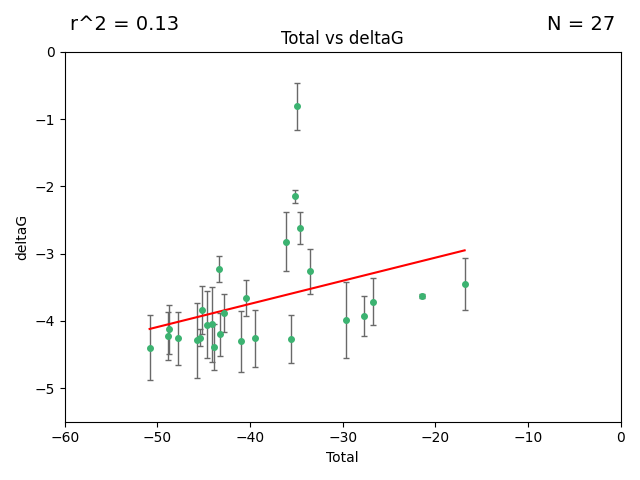 r^2 = 0.13
N = 27
Total vs deltaG
0
−1
−2
−3
−4
−5
deltaG
−60
−50
−40
−30
−20
−10
0
Total